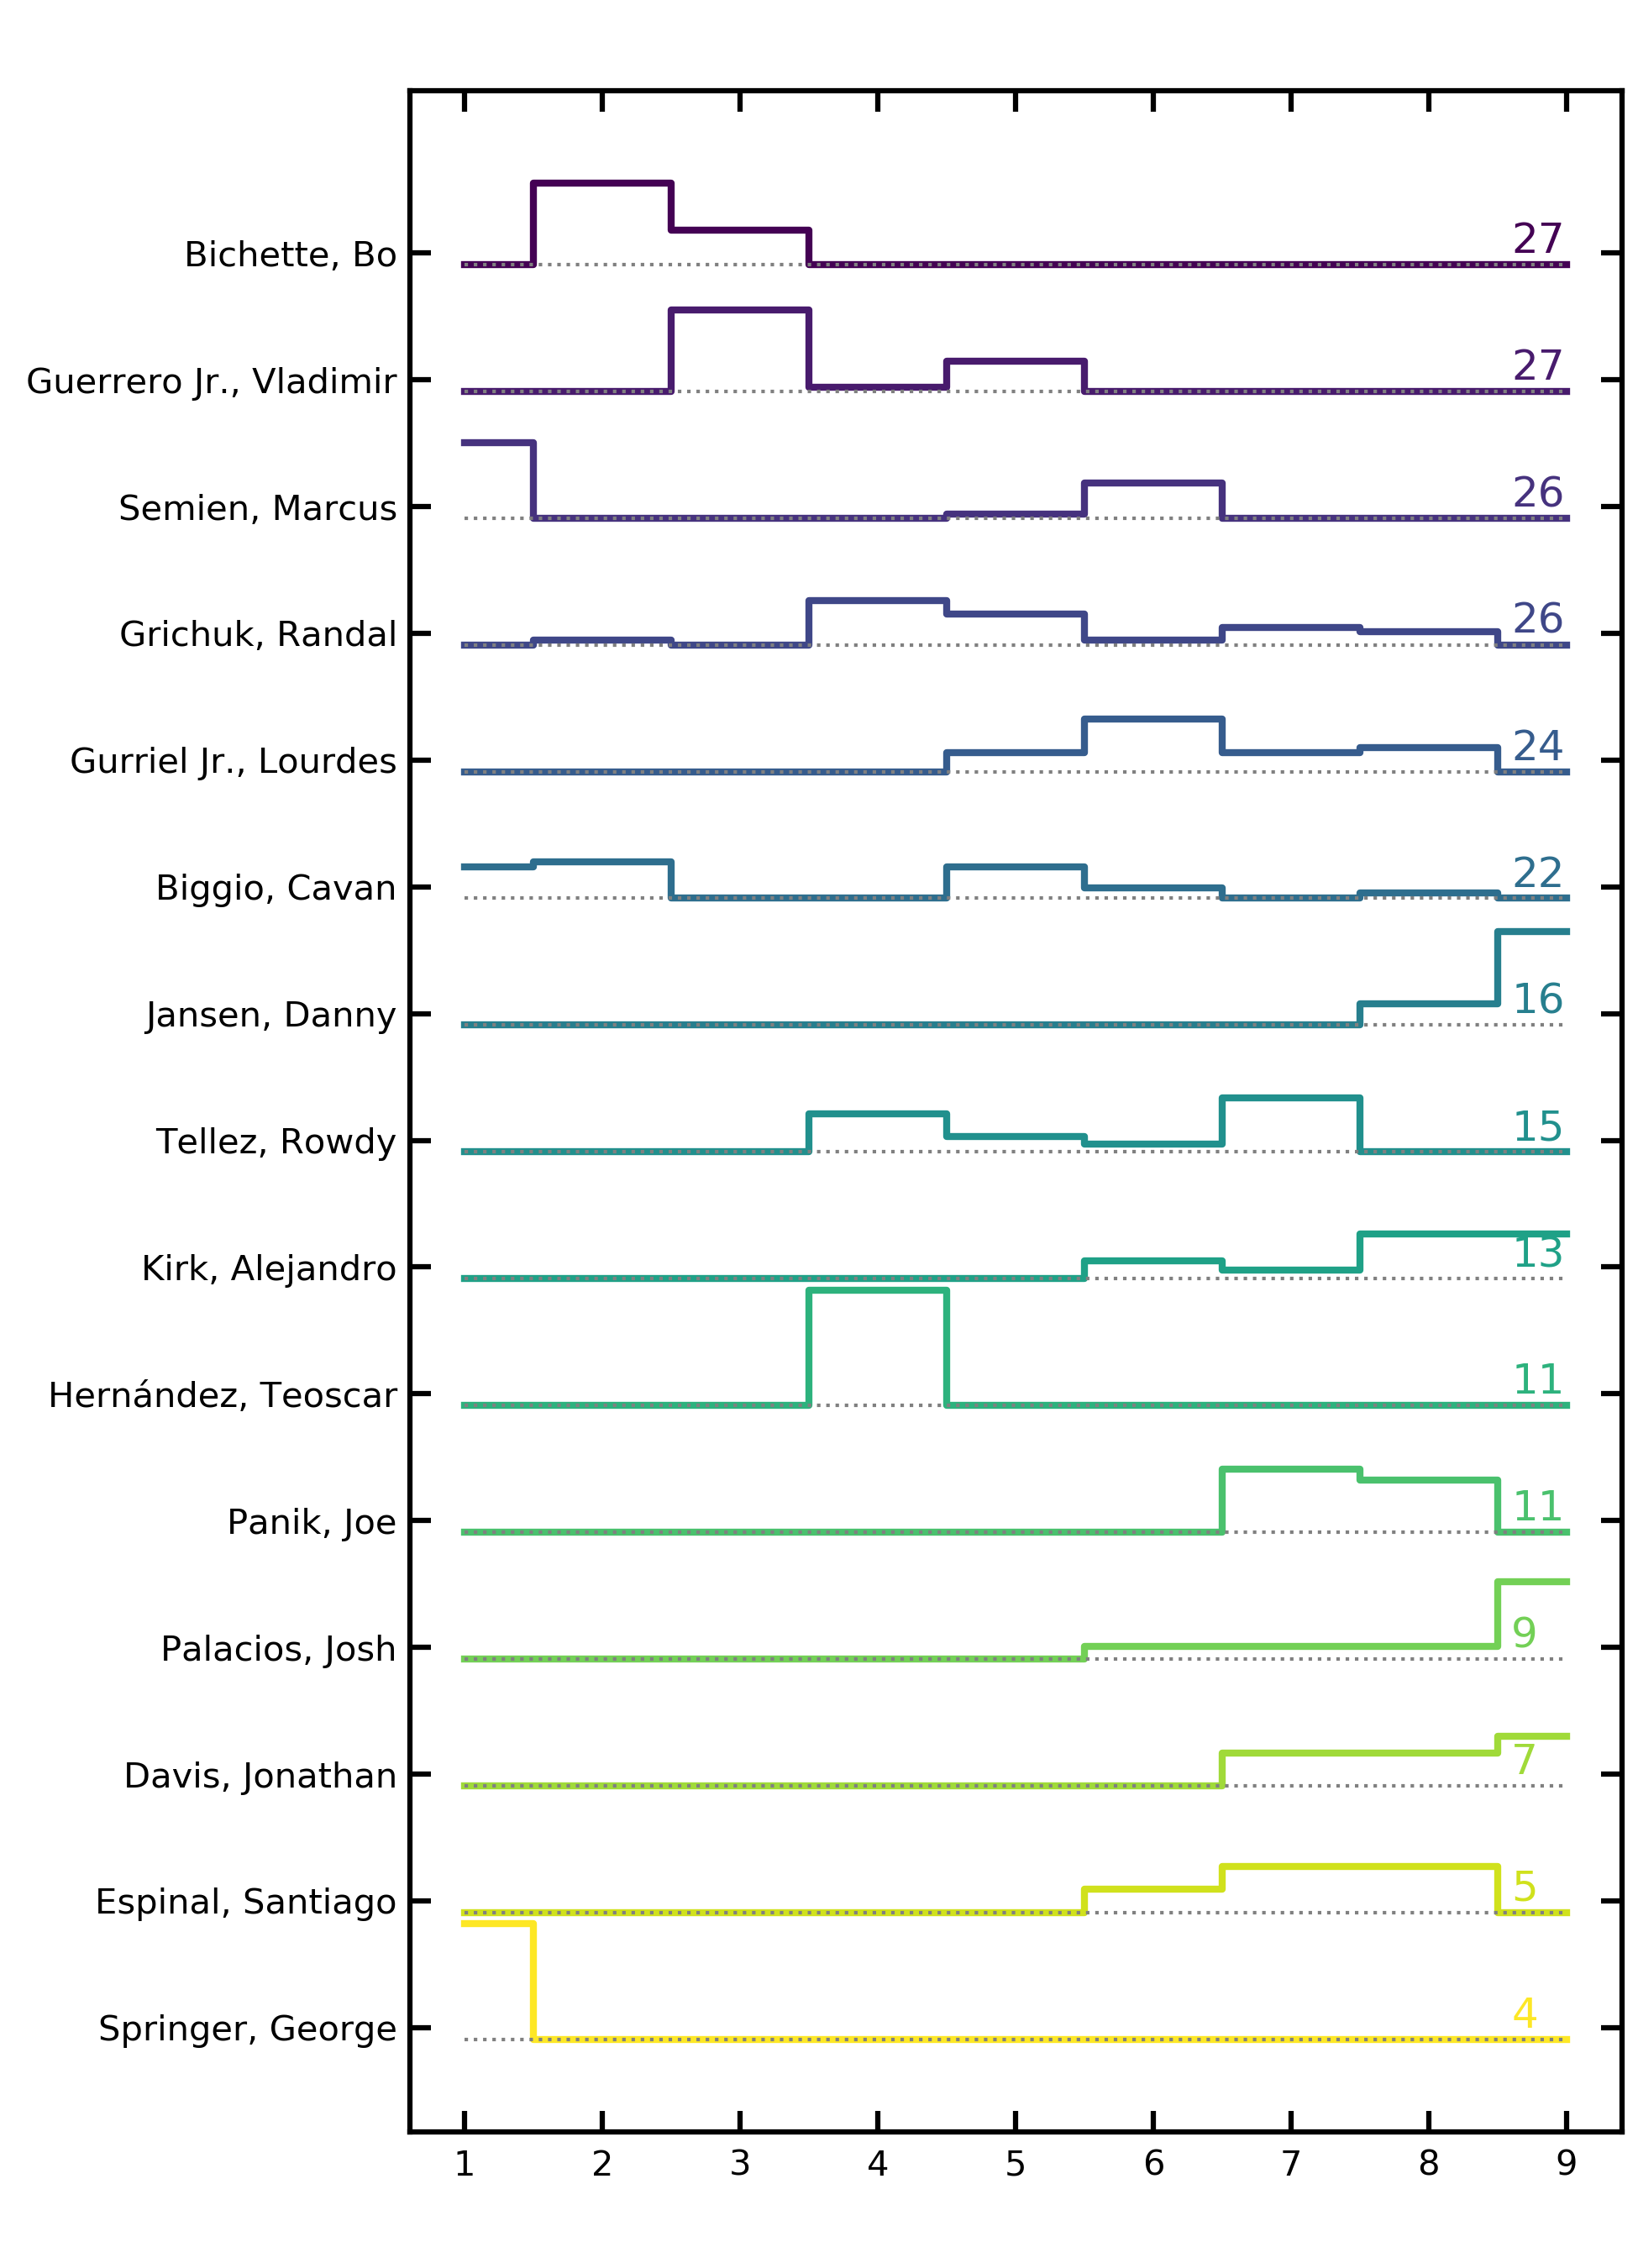 Bichette, Bo 27
Guerrero Jr., Vladimir 27
Semien, Marcus 26
Grichuk, Randal 26
Gurriel Jr., Lourdes 24
Biggio, Cavan 22
Jansen, Danny 16
Tellez, Rowdy 15
Kirk, Alejandro 13
Hernández, Teoscar 11
Panik, Joe 11
Palacios, Josh 9
Davis, Jonathan 7
Espinal, Santiago 5
Springer, George 4
1 2 3 4 5 6 7 8 9